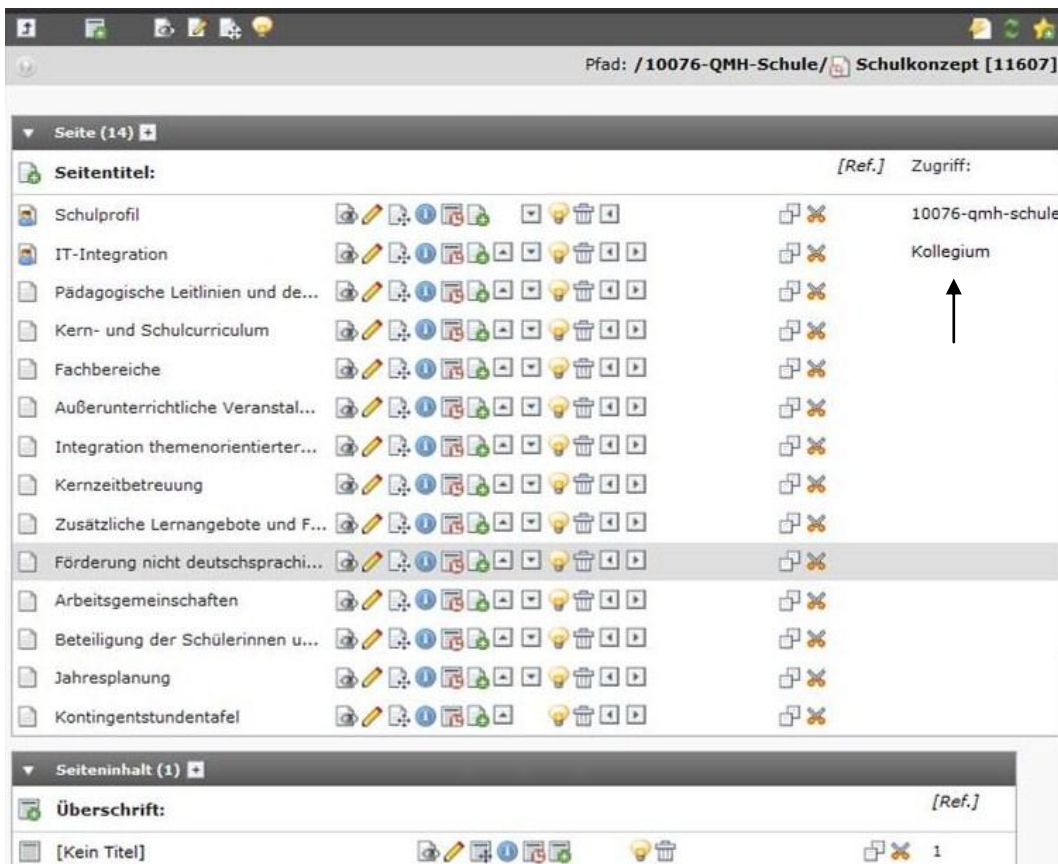 Pfad: /10076-QMH-Schule/ Schulkonzept [11607]
Seite (14)
Seitentitel: [Ref.] Zugriff:
Schulprofil 10076-qmh-schule
IT-Integration Kollegium
Pädagogische Leitlinien und de...
Kern- und Schulcurriculum
Fachbereiche
Außerunterrichtliche Veranstal...
Integration themenorientierter...
Kernzeitbetreuung
Zusätzliche Lernangebote und F...
Förderung nicht deutschsprachi...
Arbeitsgemeinschaften
Beteiligung der Schülerinnen u...
Jahresplanung
Kontingentstundentafel
Seiteninhalt (1)
Überschrift: [Ref.]
[Kein Titel] 1